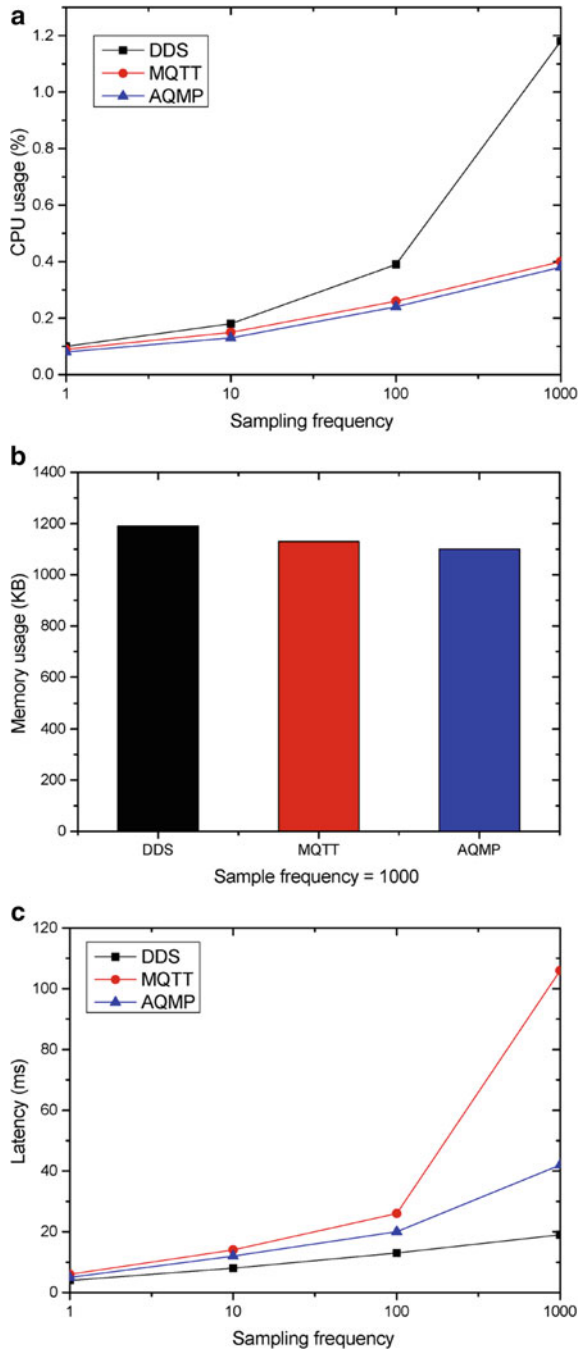 a
1.2
1.0
0.8
0.6
0.4
0.2
0.0
CPU usage (%)
DDS
MQTT
AQMP
1
10
100
1000
Sampling frequency
b
1400
1200
1000
800
600
400
200
0
Memory usage (KB)
DDS
MQTT
AQMP
Sample frequency = 1000
c
120
100
80
60
40
20
0
Latency (ms)
DDS
MQTT
AQMP
1
10
100
1000
Sampling frequency